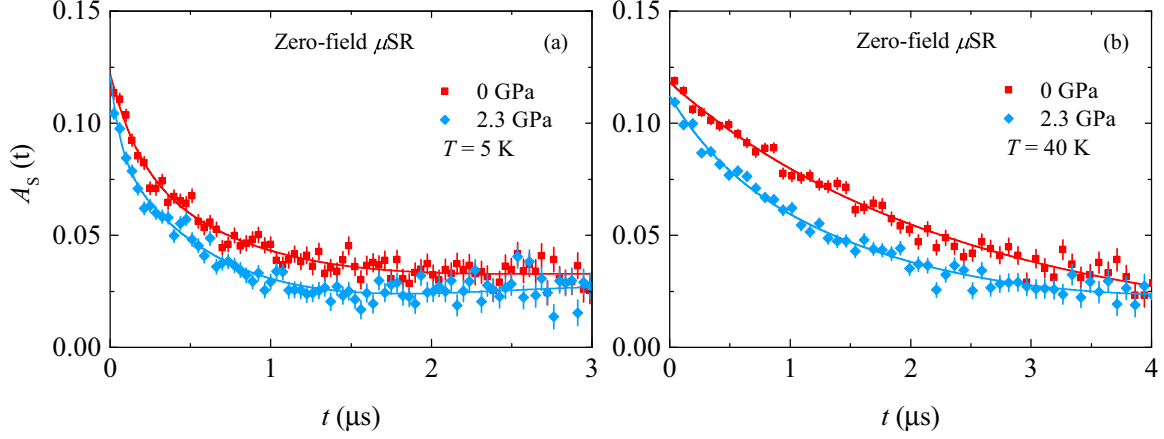 0.15
0.10
0.05
0.00
A_s (t)
Zero-field μSR
(a)
0 GPa
2.3 GPa
T = 5 K
0 1 2 3
t (μs)
0.15
0.10
0.05
0.00
Zero-field μSR
(b)
0 GPa
2.3 GPa
T = 40 K
0 1 2 3 4
t (μs)